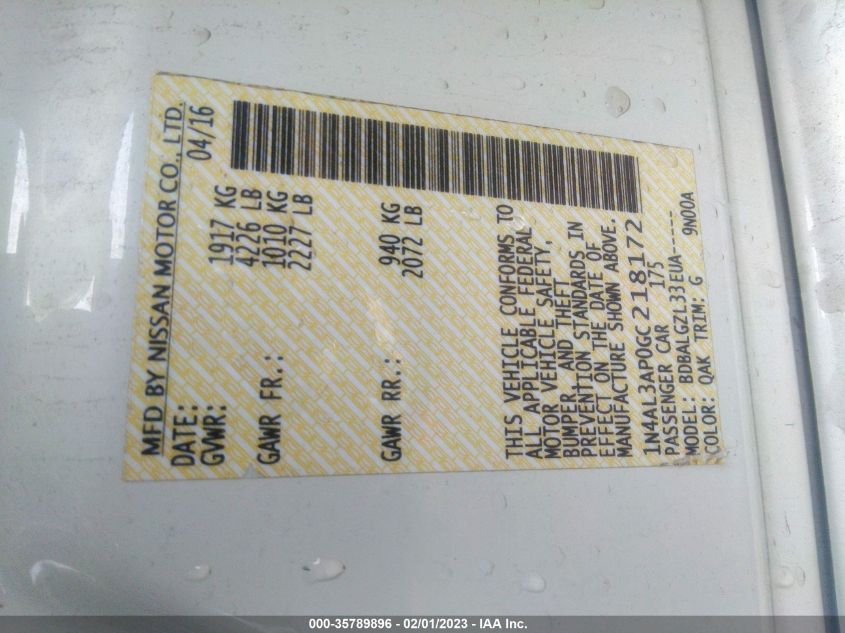 MFD BY NISSAN MOTOR CO., LTD.
DATE: 04/16
GVWR: 1917 KG
4226 LB
GAWR FR.: 1010 KG
2227 LB
GAWR RR.: 940 KG
2072 LB
THIS VEHICLE CONFORMS TO
ALL APPLICABLE FEDERAL
MOTOR VEHICLE SAFETY,
BUMPER AND THEFT
PREVENTION STANDARDS IN
EFFECT ON THE DATE OF
MANUFACTURE SHOWN ABOVE.
1N4AL3AP0GC218172
PASSENGER CAR 175
MODEL: BDBALGZL33EUA-----
COLOR: QAK TRIM: G 9N00A
000-35789896 - 02/01/2023 - IAA Inc.